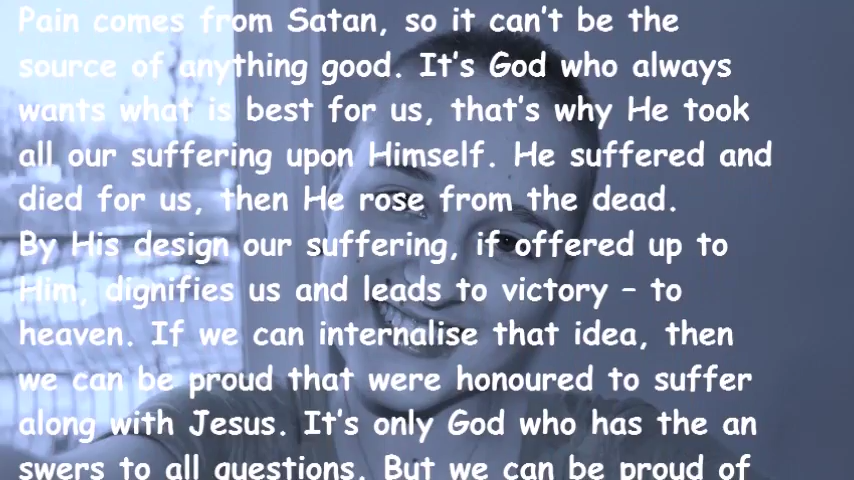 Pain comes from Satan, so it can't be the
source of anything good. It's God who always
wants what is best for us, that's why He took
all our suffering upon Himself. He suffered and
died for us, then He rose from the dead.
By His design our suffering, if offered up to
Him, dignifies us and leads to victory – to
heaven. If we can internalise that idea, then
we can be proud that were honoured to suffer
along with Jesus. It's only God who has the an
swers to all questions. But we can be proud of